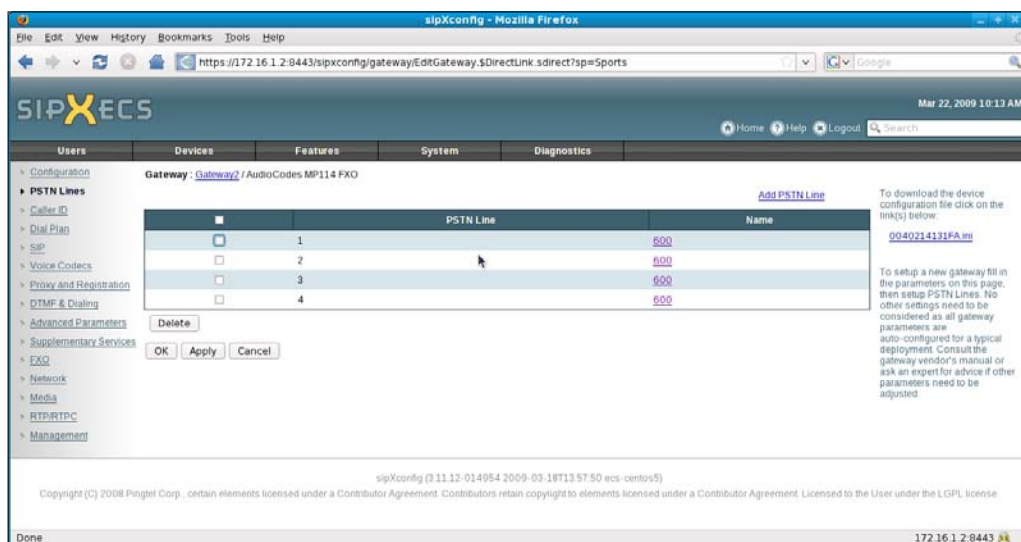 sipXconfig - Mozilla Firefox
File Edit View History Bookmarks Tools Help
https://172.16.1.2:8443/sipxconfig/gateway/EditGateway,$DirectLink.sdirect?sp=Sports
Google
SIPXECS
Mar 22, 2009 10:13 AM
Home Help Logout Search
Users Devices Features System Diagnostics
Configuration
PSTN Lines
Caller ID
Dial Plan
SIP
Voice Codecs
Proxy and Registration
DTMF & Dialing
Advanced Parameters
Supplementary Services
FXO
Network
Media
RTP/RTPC
Management
Gateway : Gateway2 / AudioCodes MP114 FXO
Add PSTN Line
PSTN Line Name
1 600
2 600
3 600
4 600
Delete
OK Apply Cancel
To download the device
configuration file click on the
link(s) below:
0040214131FA.ini
To setup a new gateway fill in
the parameters on this page,
then setup PSTN Lines. No
other settings need to be
considered as all gateway
parameters are
auto-configured for a typical
deployment. Consult the
gateway vendor's manual or
ask an expert for advice if other
parameters need to be
adjusted
sipXconfig (3.11.12-014954 2009-03-18T13:57:50 ecs-centos5)
Copyright (C) 2008 Pingtel Corp., certain elements licensed under a Contributor Agreement. Contributors retain copyright to elements licensed under a Contributor Agreement. Licensed to the User under the LGPL license
Done
172.16.1.2:8443